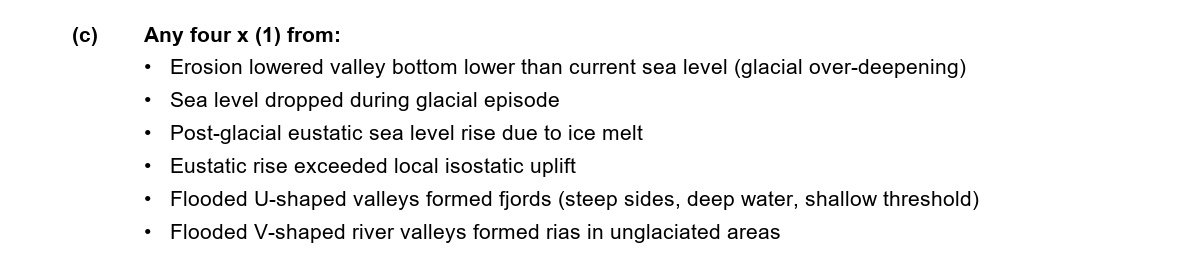 (c) Any four x (1) from:
• Erosion lowered valley bottom lower than current sea level (glacial over-deepening)
• Sea level dropped during glacial episode
• Post-glacial eustatic sea level rise due to ice melt
• Eustatic rise exceeded local isostatic uplift
• Flooded U-shaped valleys formed fjords (steep sides, deep water, shallow threshold)
• Flooded V-shaped river valleys formed rias in unglaciated areas